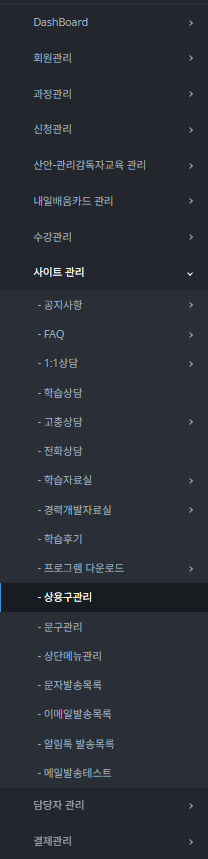 DashBoard
회원관리
과정관리
신청관리
산안-관리감독자교육 관리
내일배움카드 관리
수강관리
사이트 관리
- 공지사항
- FAQ
- 1:1상담
- 학습상담
- 고충상담
- 전화상담
- 학습자료실
- 경력개발자료실
- 학습후기
- 프로그램 다운로드
- 상용구관리
- 문구관리
- 상단메뉴관리
- 문자발송목록
- 이메일발송목록
- 알림톡 발송목록
- 메일발송테스트
담당자 관리
결제관리